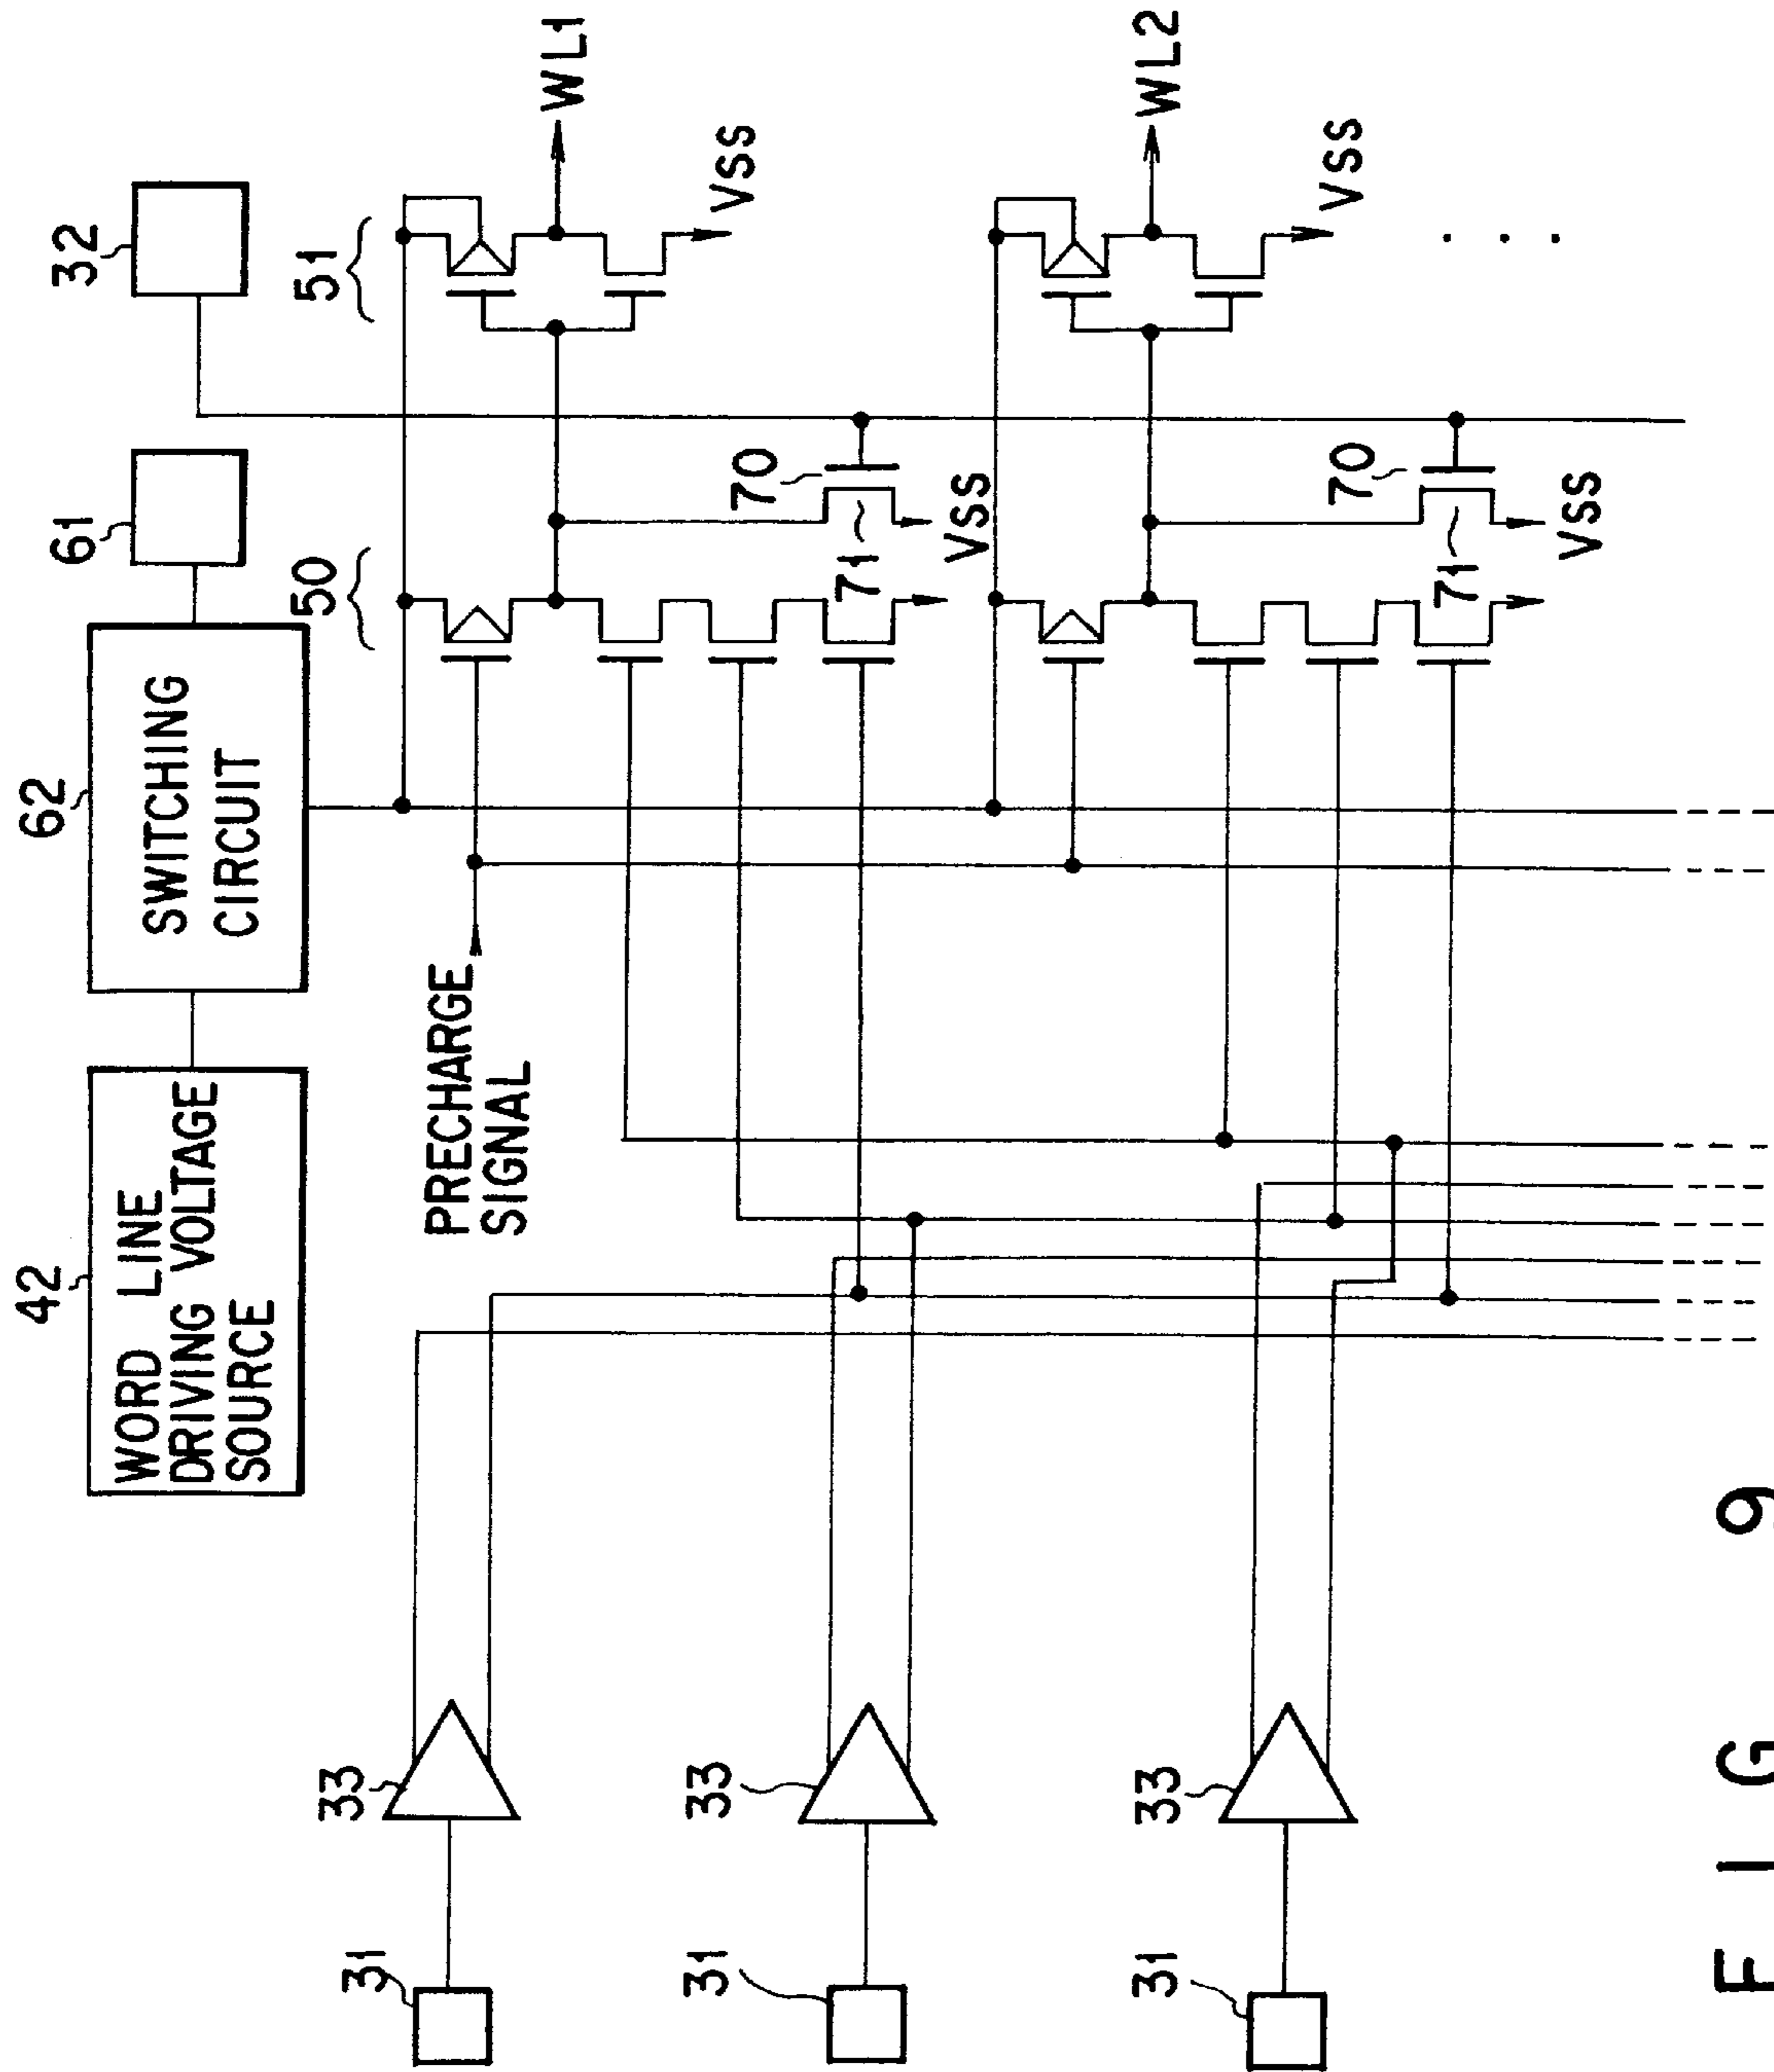 42
WORD LINE
DRIVING VOLTAGE
SOURCE
62
SWITCHING
CIRCUIT
61
32
PRECHARGE
SIGNAL
50
51
WL1
VSS
70
71
VSS
WL2
VSS
70
71
VSS
. . .
33
31
33
31
33
31
FIG 9